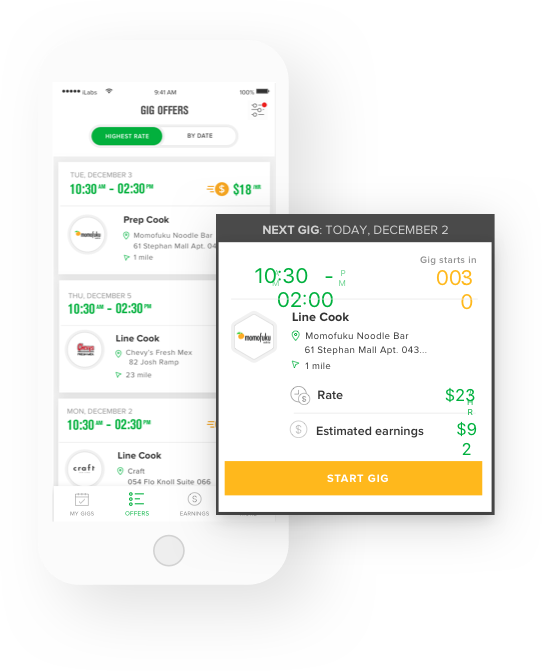 iLabs
9:41 AM
100%
GIG OFFERS
HIGHEST RATE
BY DATE
TUE, DECEMBER 3
10:30 AM - 02:30 PM
$18 /HR
Prep Cook
momofuku
Momofuku Noodle Bar
61 Stephan Mall Apt. 04
1 mile
THU, DECEMBER 5
10:30 AM - 02:30 PM
Line Cook
Chevys
Chevy's Fresh Mex
82 Josh Ramp
23 mile
MON, DECEMBER 2
10:30 AM - 02:30 PM
Line Cook
craft
Craft
054 Flo Knoll Suite 066
MY GIGS
OFFERS
EARNINGS
NEXT GIG: TODAY, DECEMBER 2
Gig starts in
003
0
10:30 - PM
02:00
Line Cook
momofuku
Momofuku Noodle Bar
61 Stephan Mall Apt. 043...
1 mile
Rate
$23
HR
Estimated earnings
$9
2
START GIG